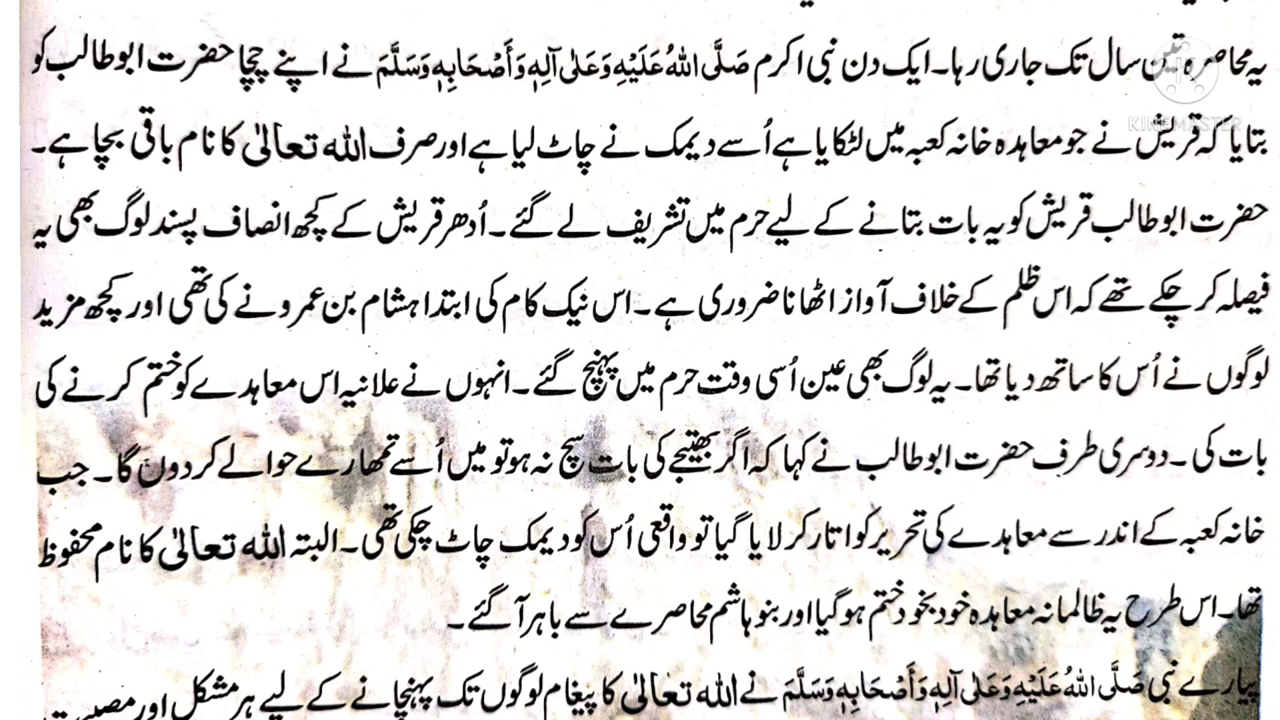 یہ محاصرہ تین سال تک جاری رہا۔ ایک دن نبی اکرم صَلَّی اللہُ عَلَیْہِ وَعَلٰی آلِہٖ وَأَصْحَابِہٖ وَسَلَّمَ نے اپنے چچا حضرت ابوطالب کو
بتایا کہ قریش نے جو معاہدہ خانہ کعبہ میں لٹکایا ہے اُسے دیمک نے چاٹ لیا ہے اور صرف اللہ تعالیٰ کا نام باقی بچا ہے۔
حضرت ابوطالب قریش کو یہ بات بتانے کے لیے حرم میں تشریف لے گئے۔ اُدھر قریش کے کچھ انصاف پسند لوگ بھی یہ
فیصلہ کر چکے تھے کہ اس ظلم کے خلاف آواز اٹھانا ضروری ہے۔ اس نیک کام کی ابتدا ہشام بن عمرو نے کی تھی اور کچھ مزید
لوگوں نے اُس کا ساتھ دیا تھا۔ یہ لوگ بھی عین اُسی وقت حرم میں پہنچ گئے۔ انہوں نے علانیہ اس معاہدے کو ختم کرنے کی
بات کی۔ دوسری طرف حضرت ابوطالب نے کہا کہ اگر بھتیجے کی بات سچ نہ ہو تو میں اُسے تمھارے حوالے کر دوں گا۔ جب
خانہ کعبہ کے اندر سے معاہدے کی تحریر کو اتار کر لایا گیا تو واقعی اُس کو دیمک چاٹ چکی تھی۔ البتہ اللہ تعالیٰ کا نام محفوظ
تھا۔ اس طرح یہ ظالمانہ معاہدہ خود بخود ختم ہو گیا اور بنو ہاشم محاصرے سے باہر آ گئے۔
پیارے نبی صَلَّی اللہُ عَلَیْہِ وَعَلٰی آلِہٖ وَأَصْحَابِہٖ وَسَلَّمَ نے اللہ تعالیٰ کا پیغام لوگوں تک پہنچانے کے لیے ہر مشکل اور
KINEMASTER